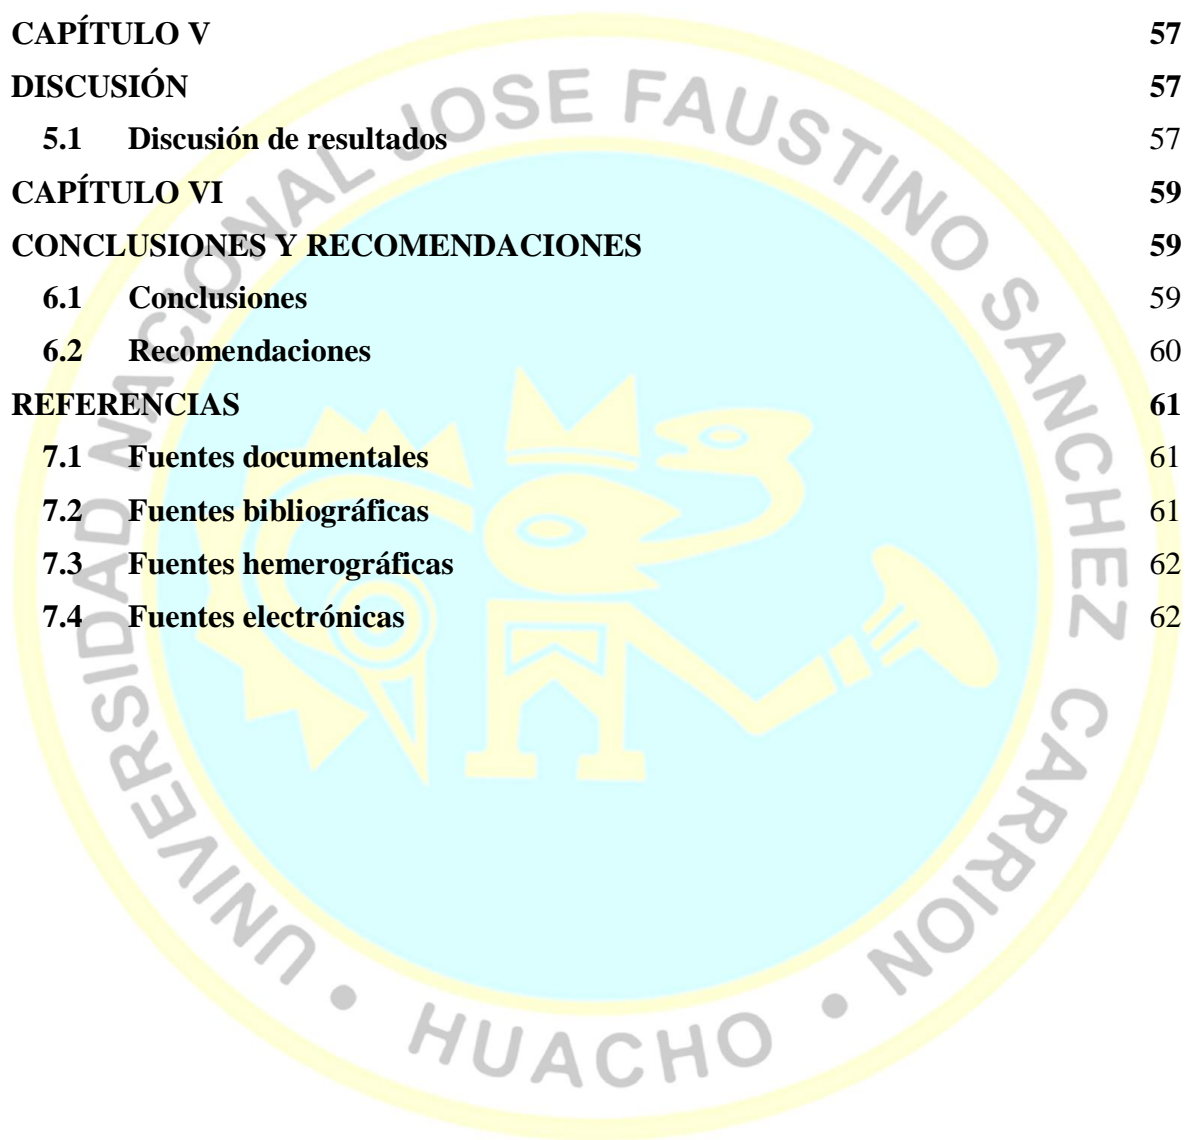 CAPÍTULO V 57
DISCUSIÓN 57
5.1 Discusión de resultados 57
CAPÍTULO VI 59
CONCLUSIONES Y RECOMENDACIONES 59
6.1 Conclusiones 59
6.2 Recomendaciones 60
REFERENCIAS 61
7.1 Fuentes documentales 61
7.2 Fuentes bibliográficas 61
7.3 Fuentes hemerográficas 62
7.4 Fuentes electrónicas 62
UNIVERSIDAD NACIONAL JOSE FAUSTINO SANCHEZ CARRION
• HUACHO •